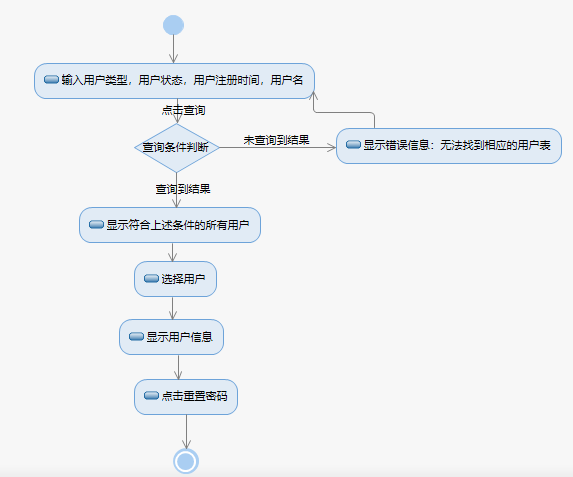 输入用户类型，用户状态，用户注册时间，用户名
点击查询
查询条件判断
未查询到结果
显示错误信息：无法找到相应的用户表
查询到结果
显示符合上述条件的所有用户
选择用户
显示用户信息
点击重置密码